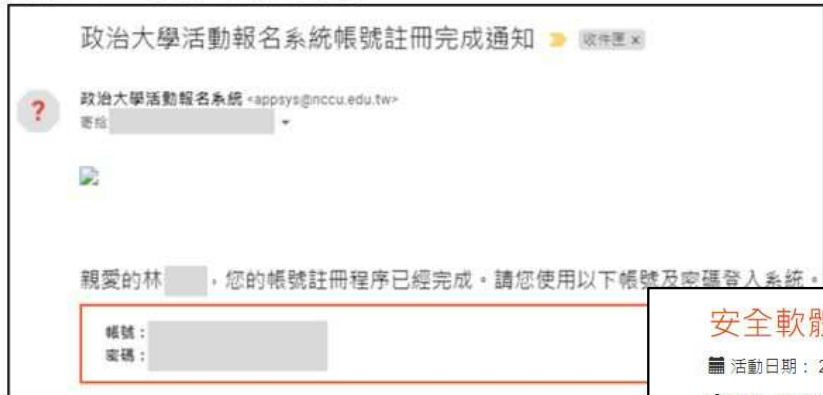 政治大學活動報名系統帳號註冊完成通知
收件匣 x
?
政治大學活動報名系統 <appsys@nccu.edu.tw>
寄給
親愛的林 ,您的帳號註冊程序已經完成。請您使用以下帳號及密碼登入系統。
帳號:
密碼:
安全軟體
活動日期: 2